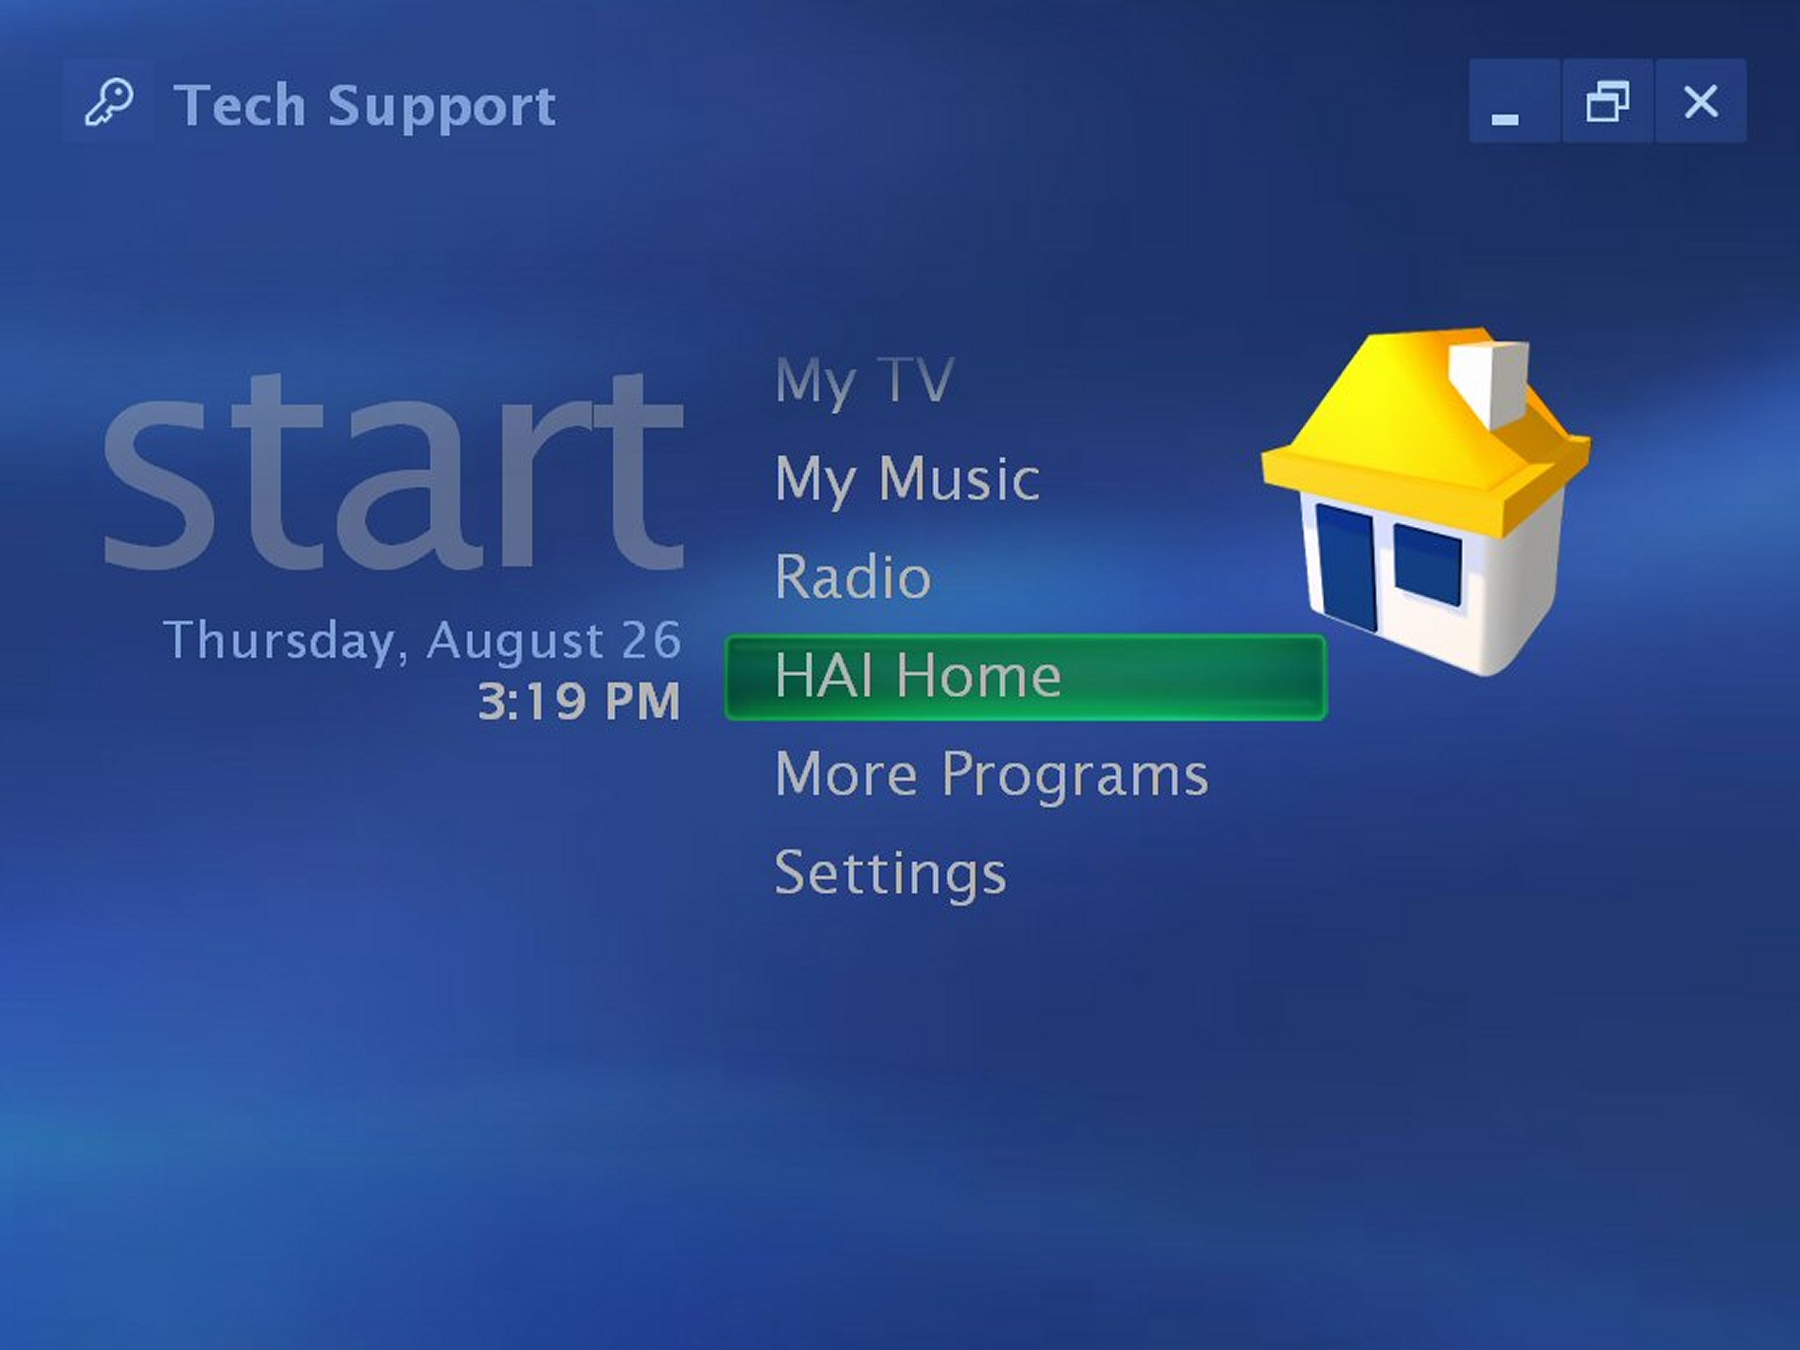 Tech Support
start
Thursday, August 26
3:19 PM
My TV
My Music
Radio
HAI Home
More Programs
Settings